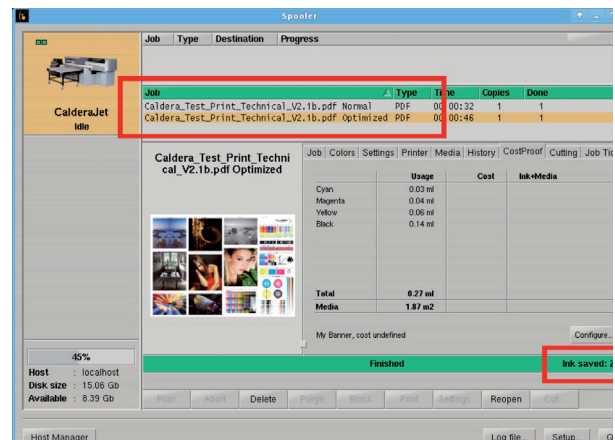 Spooler
Job Type Destination Progress
CalderaJet
Idle
Job Type Time Copies Done
Caldera_Test_Print_Technical_V2.1b.pdf Normal PDF 00:00:32 1 1
Caldera_Test_Print_Technical_V2.1b.pdf Optimized PDF 00:00:46 1 1
Caldera_Test_Print_Techni
cal_V2.1b.pdf Optimized
Job Colors Settings Printer Media History CostProof Cutting Job Tic
Usage Cost Ink+Media
Cyan 0.03 ml
Magenta 0.04 ml
Yellow 0.06 ml
Black 0.14 ml
Total 0.27 ml
Media 1.87 m2
My Banner, cost undefined
Configure...
45%
Host : localhost
Disk size : 15.06 Gb
Available : 8.39 Gb
Finished
Ink saved: 2
Prior Abort Delete Purge Block Print Settings... Reopen Cut...
Host Manager
Log file... Setup...